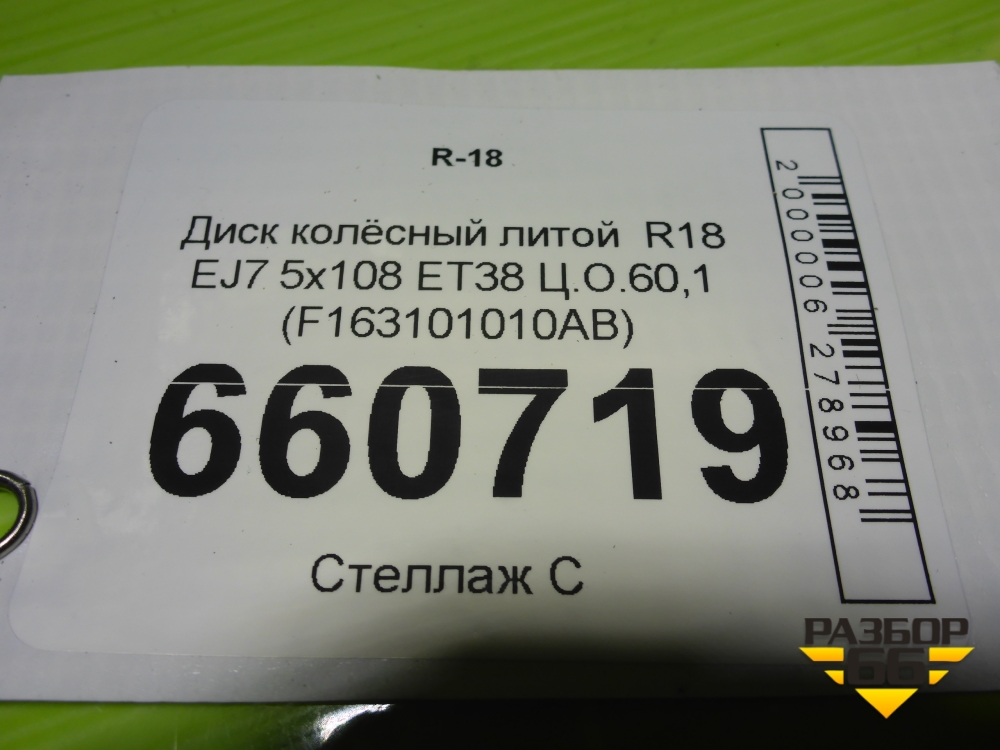 R-18
Диск колёсный литой R18
EJ7 5x108 ET38 Ц.О.60,1
(F163101010AB)
660719
Стеллаж С
2000006278968
РАЗБОР
66